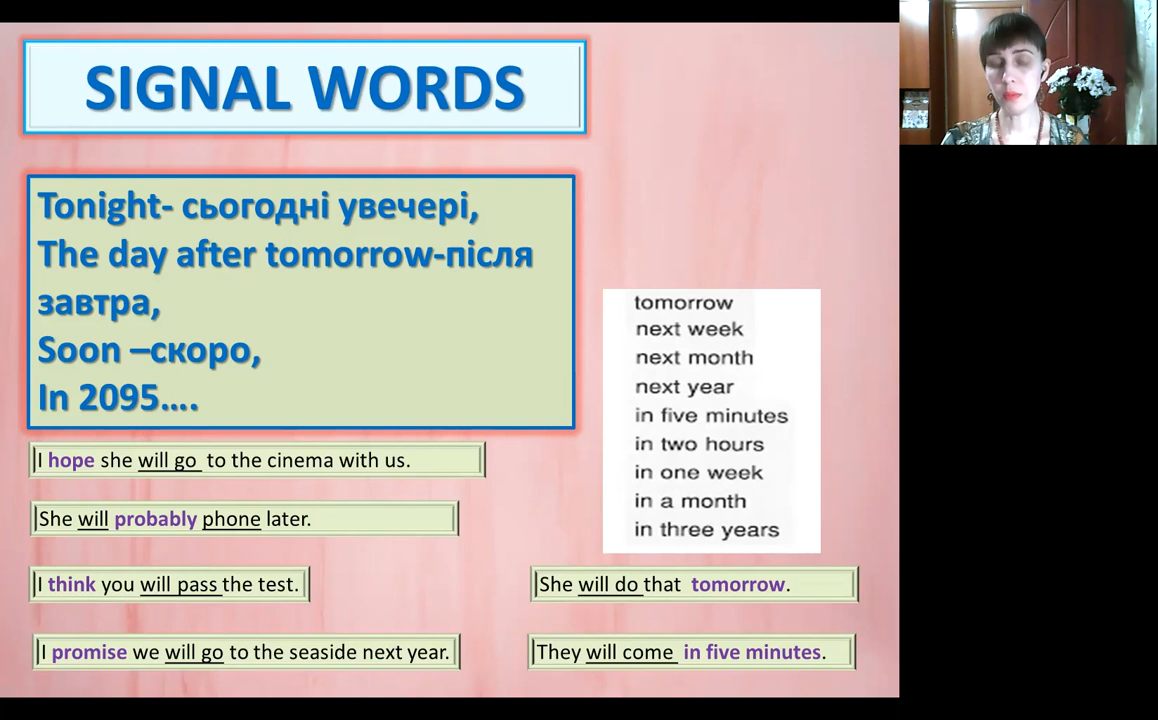 SIGNAL WORDS
Tonight- сьогодні увечері,
The day after tomorrow-після
завтра,
Soon –скоро,
In 2095….
tomorrow
next week
next month
next year
in five minutes
in two hours
in one week
in a month
in three years
I hope she will go to the cinema with us.
She will probably phone later.
I think you will pass the test.
I promise we will go to the seaside next year.
She will do that tomorrow.
They will come in five minutes.